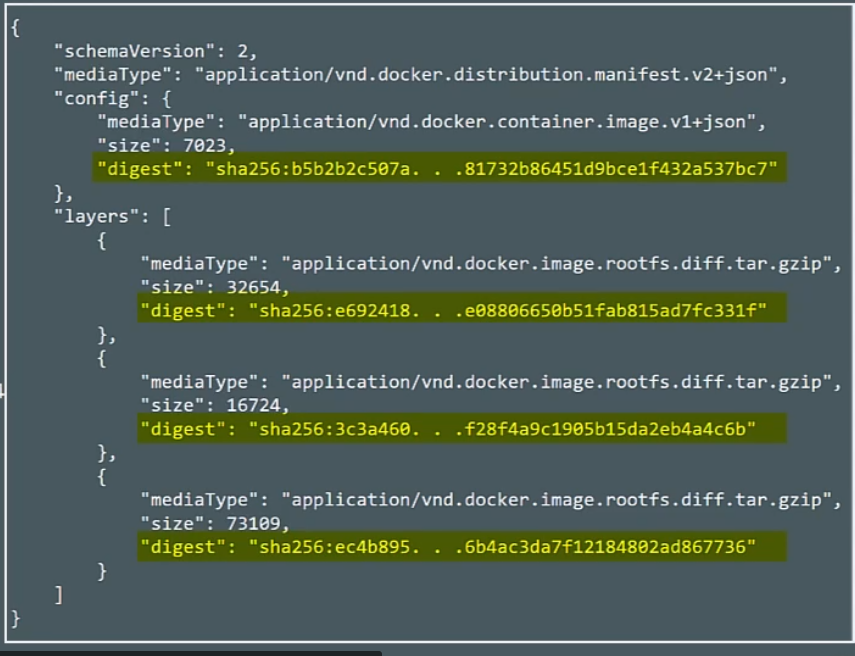 {
"schemaVersion": 2,
"mediaType": "application/vnd.docker.distribution.manifest.v2+json",
"config": {
"mediaType": "application/vnd.docker.container.image.v1+json",
"size": 7023,
"digest": "sha256:b5b2b2c507a. . .81732b86451d9bce1f432a537bc7"
},
"layers": [
{
"mediaType": "application/vnd.docker.image.rootfs.diff.tar.gzip",
"size": 32654,
"digest": "sha256:e692418. . .e08806650b51fab815ad7fc331f"
},
{
"mediaType": "application/vnd.docker.image.rootfs.diff.tar.gzip",
"size": 16724,
"digest": "sha256:3c3a460. . .f28f4a9c1905b15da2eb4a4c6b"
},
{
"mediaType": "application/vnd.docker.image.rootfs.diff.tar.gzip",
"size": 73109,
"digest": "sha256:ec4b895. . .6b4ac3da7f12184802ad867736"
}
]
}